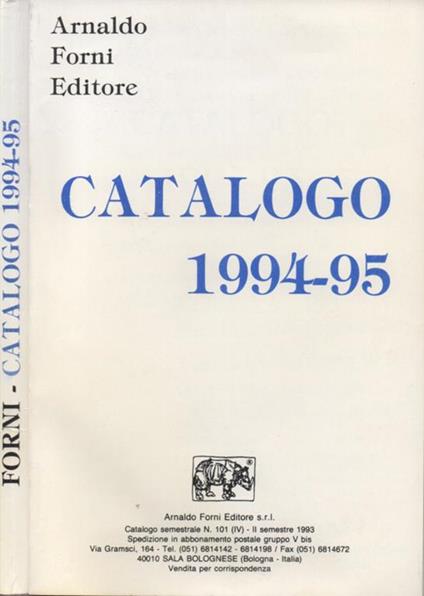 FORNI - CATALOGO 1994-95
Arnaldo
Forni
Editore
CATALOGO
1994-95
Arnaldo Forni Editore s.r.l.
Catalogo semestrale N. 101 (IV) - II semestre 1993
Spedizione in abbonamento postale gruppo V bis
Via Gramsci, 164 - Tel. (051) 6814142 - 6814198 / Fax (051) 6814672
40010 SALA BOLOGNESE (Bologna - Italia)
Vendita per corrispondenza